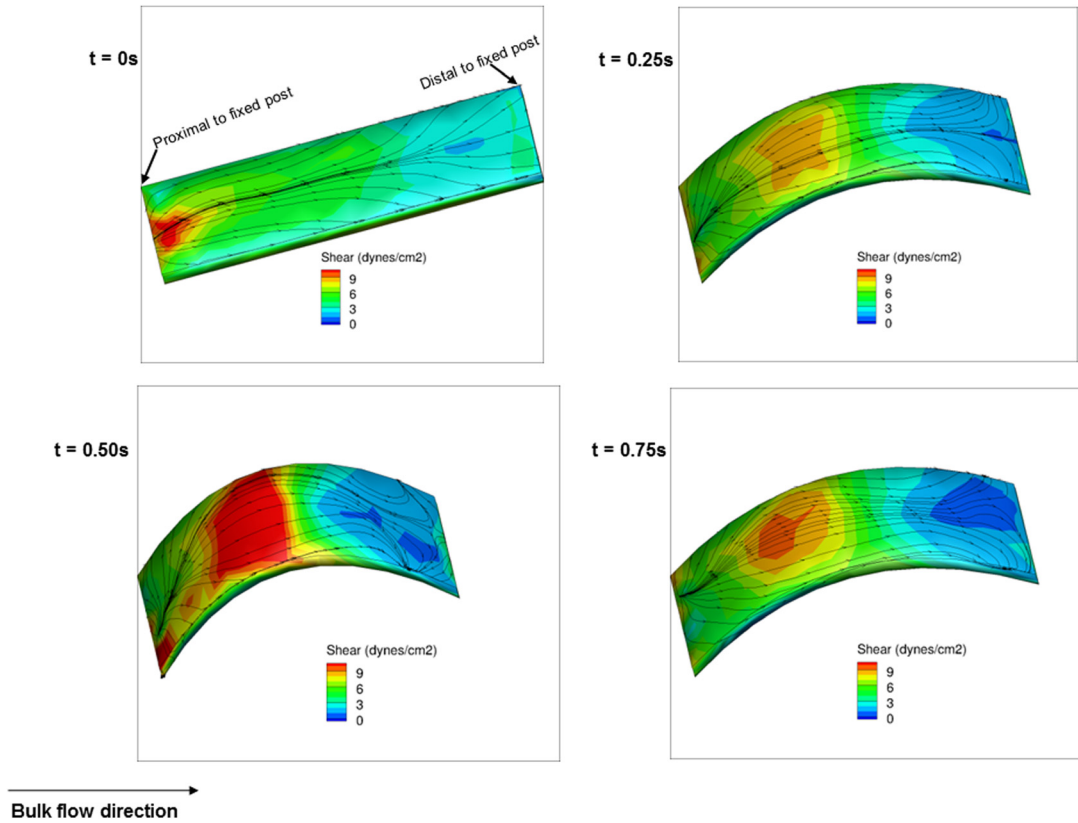 t = 0s
Proximal to fixed post
Distal to fixed post
Shear (dynes/cm2)
9
6
3
0
t = 0.25s
Shear (dynes/cm2)
9
6
3
0
t = 0.50s
Shear (dynes/cm2)
9
6
3
0
t = 0.75s
Shear (dynes/cm2)
9
6
3
0
Bulk flow direction